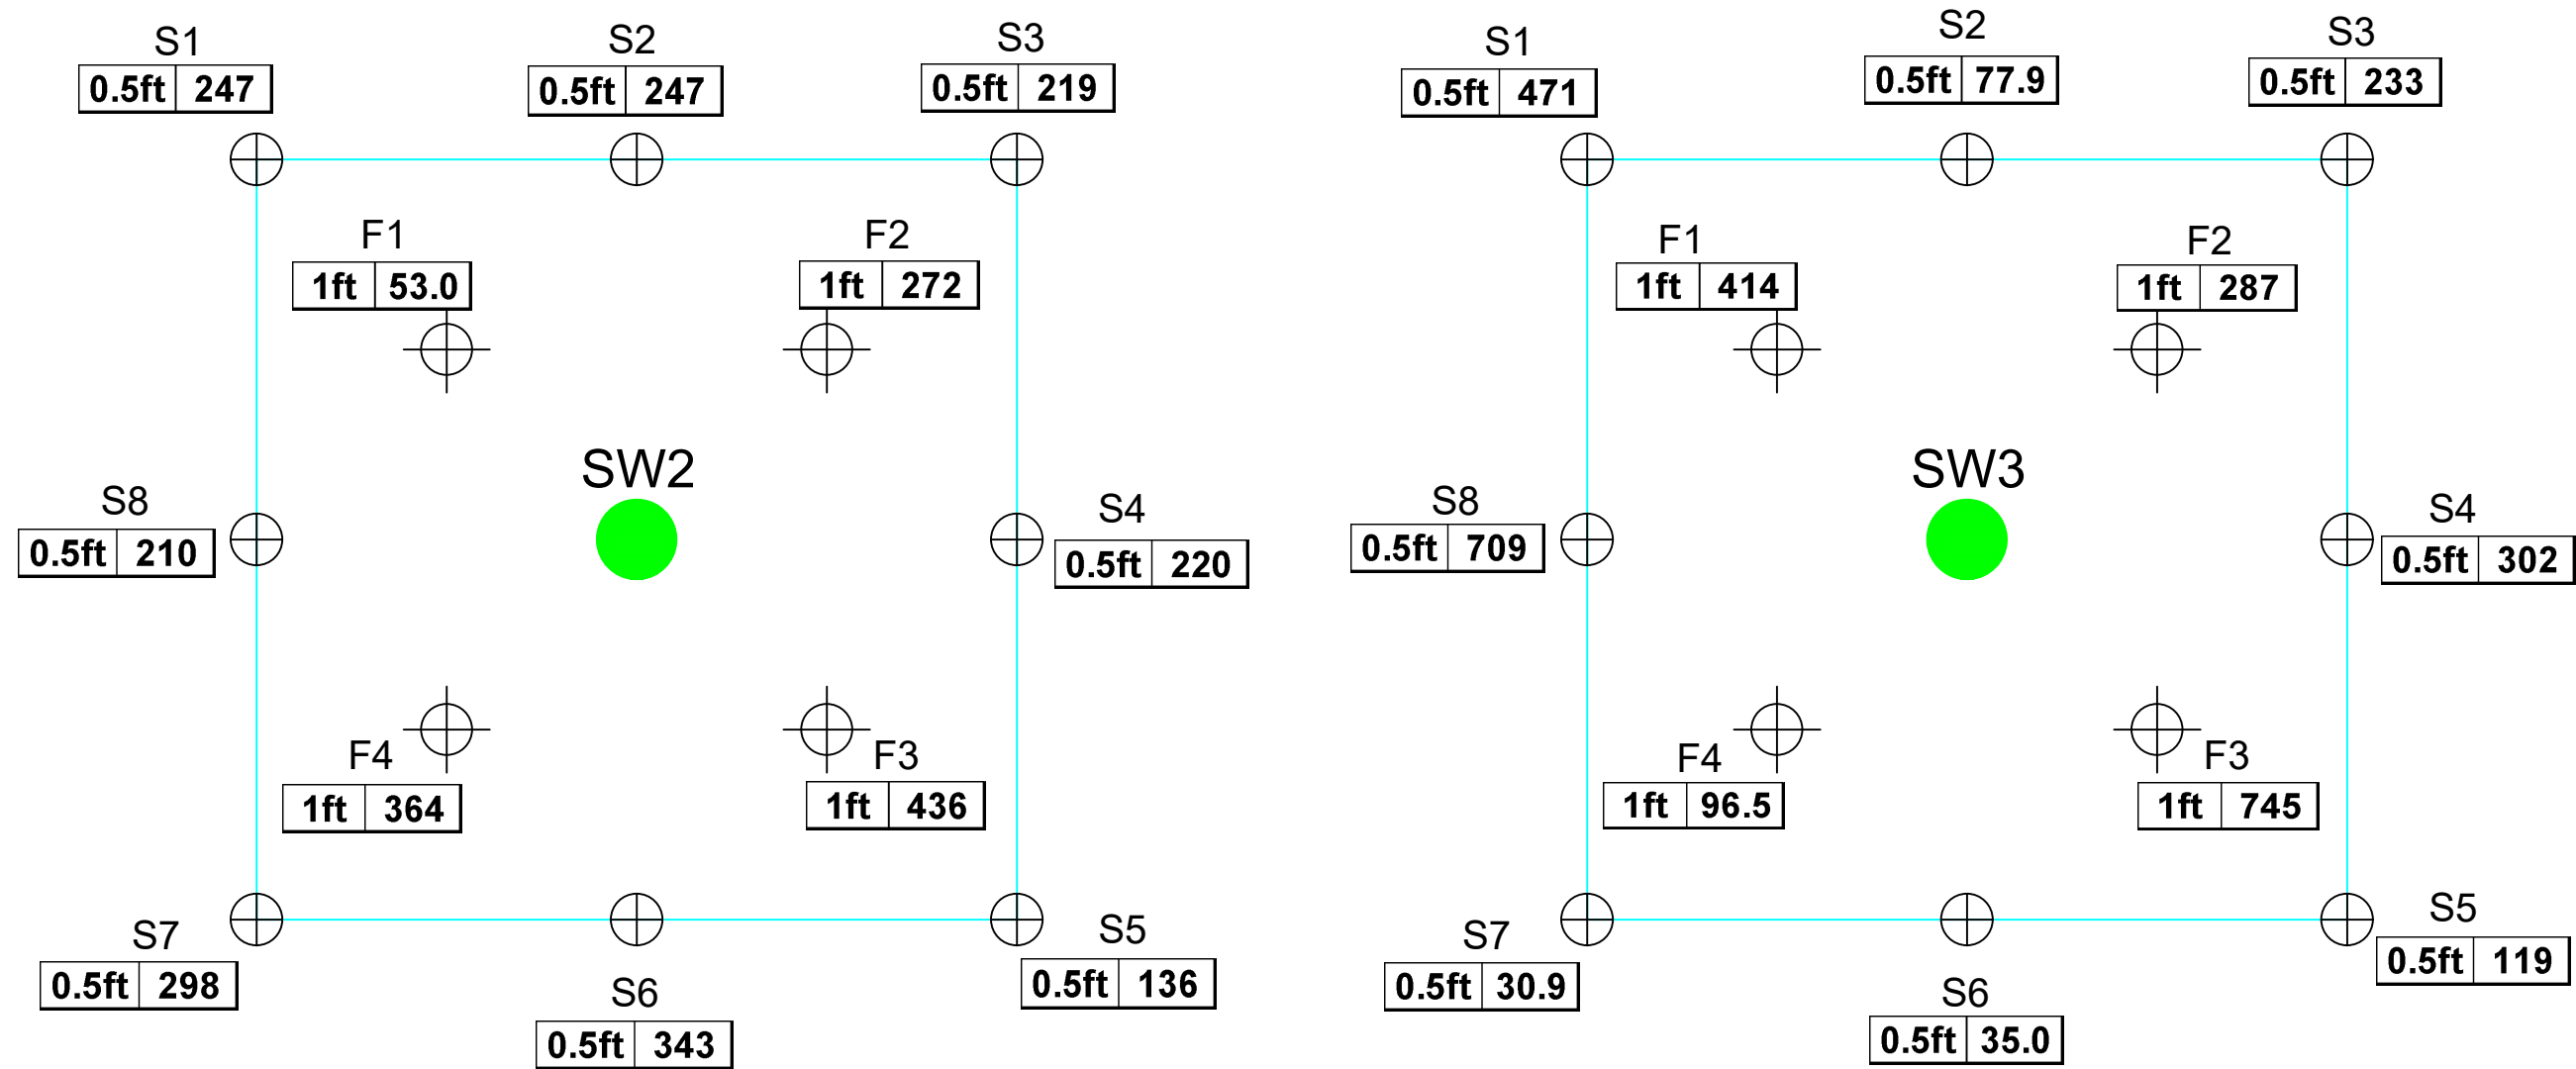 S1
0.5ft 247
S2
0.5ft 247
S3
0.5ft 219
F1
1ft 53.0
F2
1ft 272
SW2
S8
0.5ft 210
S4
0.5ft 220
F4
1ft 364
F3
1ft 436
S7
0.5ft 298
S6
0.5ft 343
S5
0.5ft 136
S1
0.5ft 471
S2
0.5ft 77.9
S3
0.5ft 233
F1
1ft 414
F2
1ft 287
SW3
S8
0.5ft 709
S4
0.5ft 302
F4
1ft 96.5
F3
1ft 745
S7
0.5ft 30.9
S6
0.5ft 35.0
S5
0.5ft 119